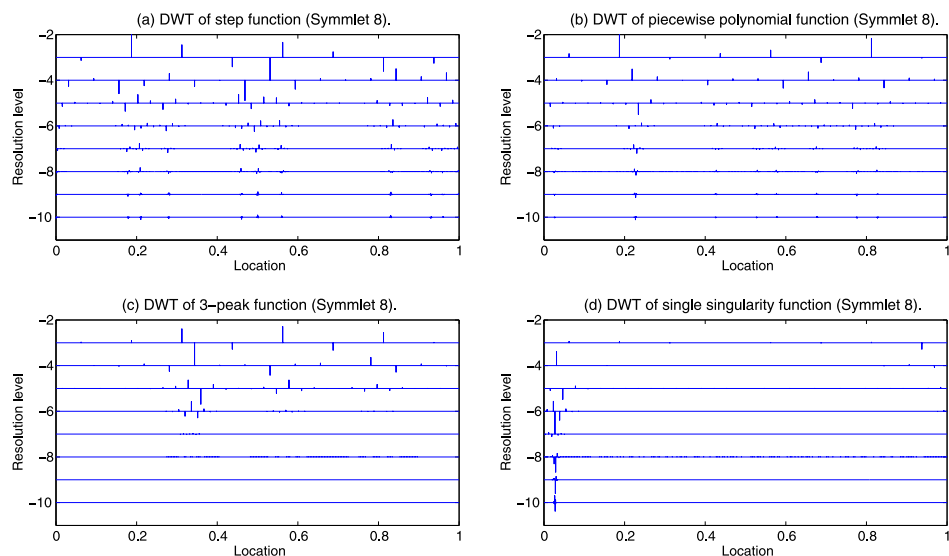 (a) DWT of step function (Symmlet 8).
−2
−4
−6
−8
−10
Resolution level
0 0.2 0.4 0.6 0.8 1
Location
(b) DWT of piecewise polynomial function (Symmlet 8).
−2
−4
−6
−8
−10
Resolution level
0 0.2 0.4 0.6 0.8 1
Location
(c) DWT of 3−peak function (Symmlet 8).
−2
−4
−6
−8
−10
Resolution level
0 0.2 0.4 0.6 0.8 1
Location
(d) DWT of single singularity function (Symmlet 8).
−2
−4
−6
−8
−10
Resolution level
0 0.2 0.4 0.6 0.8 1
Location